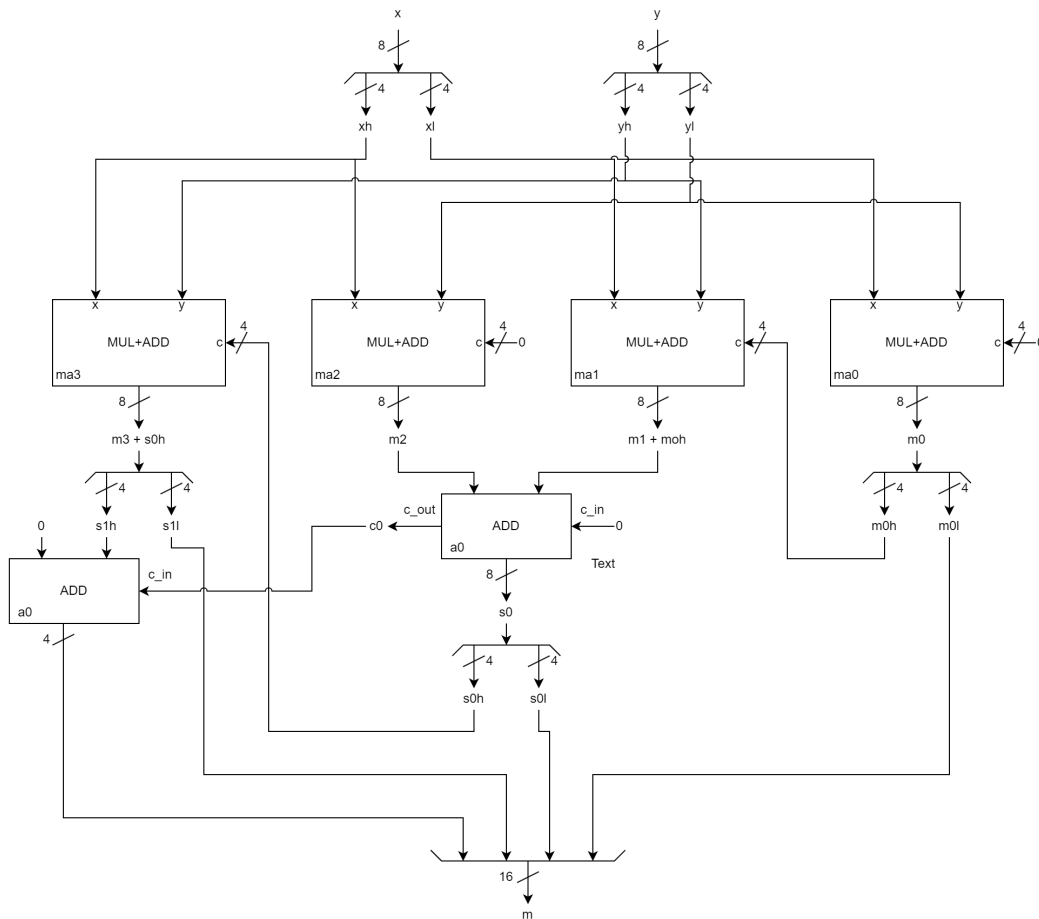 x
y
8
8
4
4
4
4
xh
xl
yh
yl
x
y
x
y
x
y
x
y
4
4
4
4
MUL+ADD
c
MUL+ADD
c
0
MUL+ADD
c
MUL+ADD
c
0
ma3
ma2
ma1
ma0
8
8
8
8
m3 + s0h
m2
m1 + moh
m0
4
4
4
4
s1h
s1l
c_out
c_in
m0h
m0l
0
c0
ADD
0
a0
Text
ADD
c_in
8
a0
s0
4
4
4
s0h
s0l
16
m